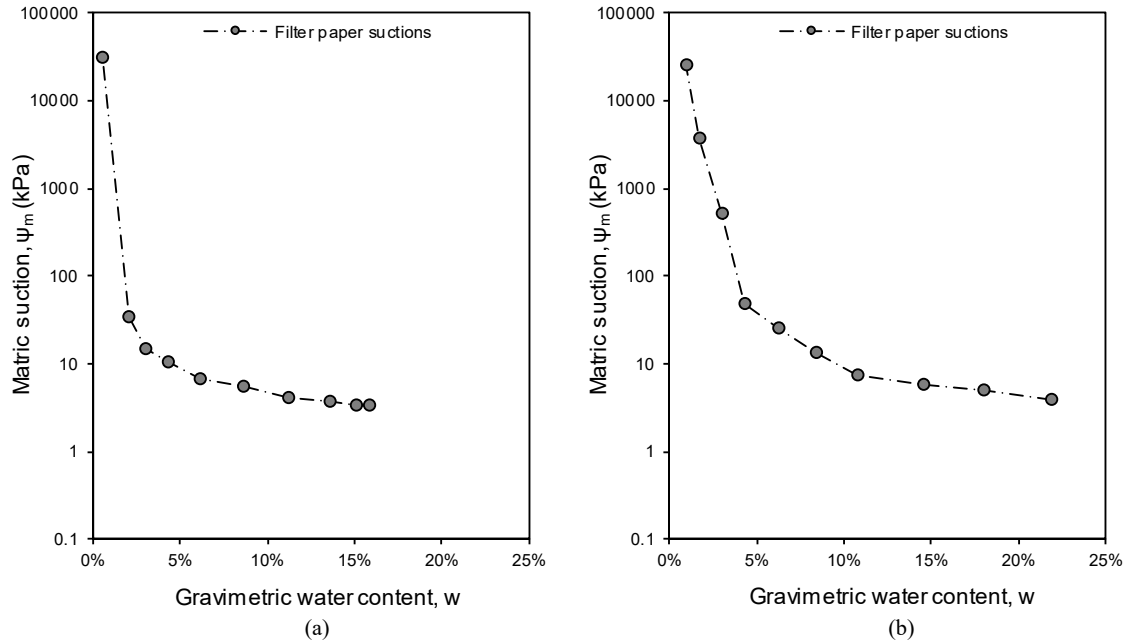 100000
10000
1000
100
10
1
0.1
Matric suction, ψm (kPa)
Filter paper suctions
0% 5% 10% 15% 20% 25%
Gravimetric water content, w
(a)
100000
10000
1000
100
10
1
0.1
Matric suction, ψm (kPa)
Filter paper suctions
0% 5% 10% 15% 20% 25%
Gravimetric water content, w
(b)